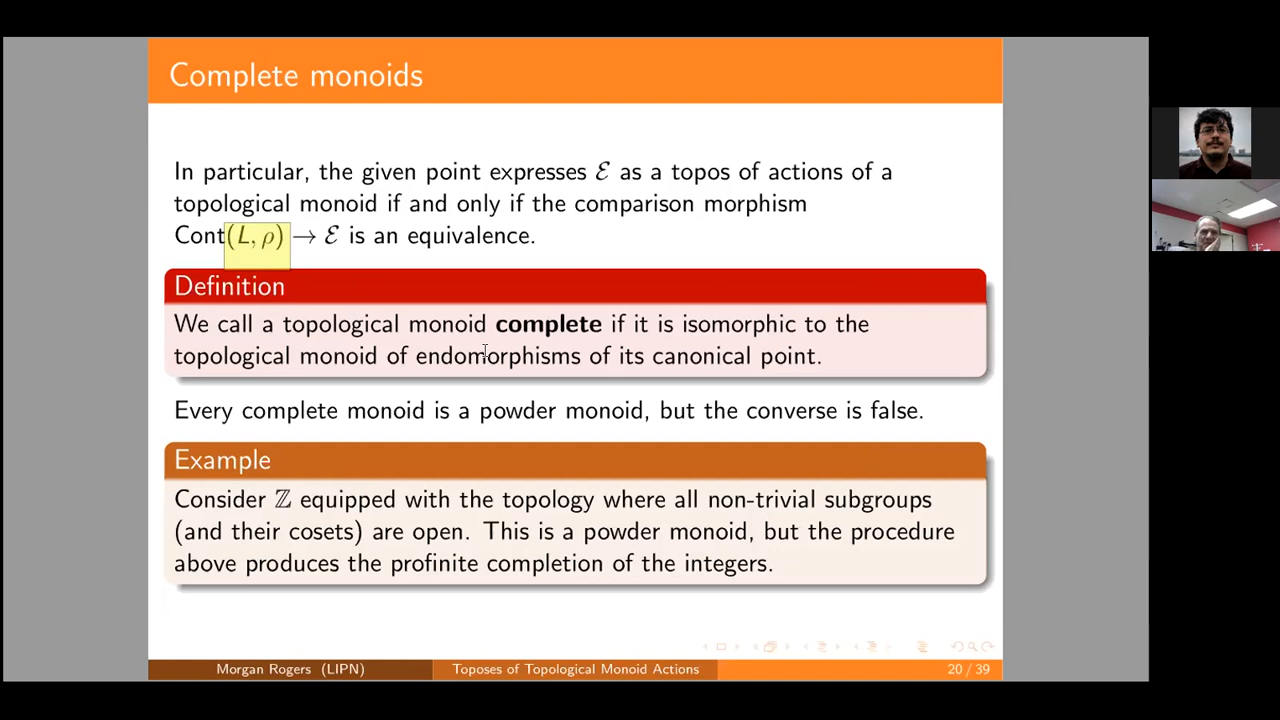 Complete monoids
In particular, the given point expresses ℰ as a topos of actions of a
topological monoid if and only if the comparison morphism
Cont(L, ρ) → ℰ is an equivalence.
Definition
We call a topological monoid complete if it is isomorphic to the
topological monoid of endomorphisms of its canonical point.
Every complete monoid is a powder monoid, but the converse is false.
Example
Consider ℤ equipped with the topology where all non-trivial subgroups
(and their cosets) are open. This is a powder monoid, but the procedure
above produces the profinite completion of the integers.
Morgan Rogers (LIPN) Toposes of Topological Monoid Actions 20 / 39